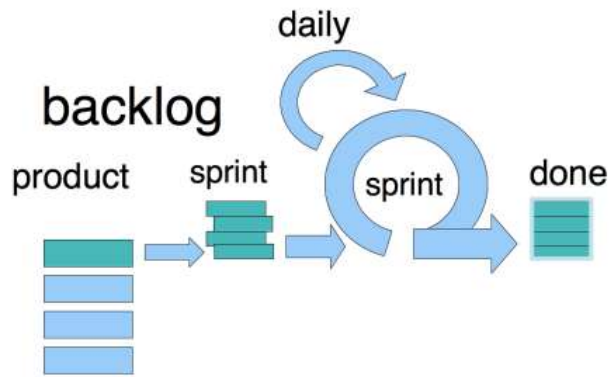 daily
backlog
product
sprint
sprint
done